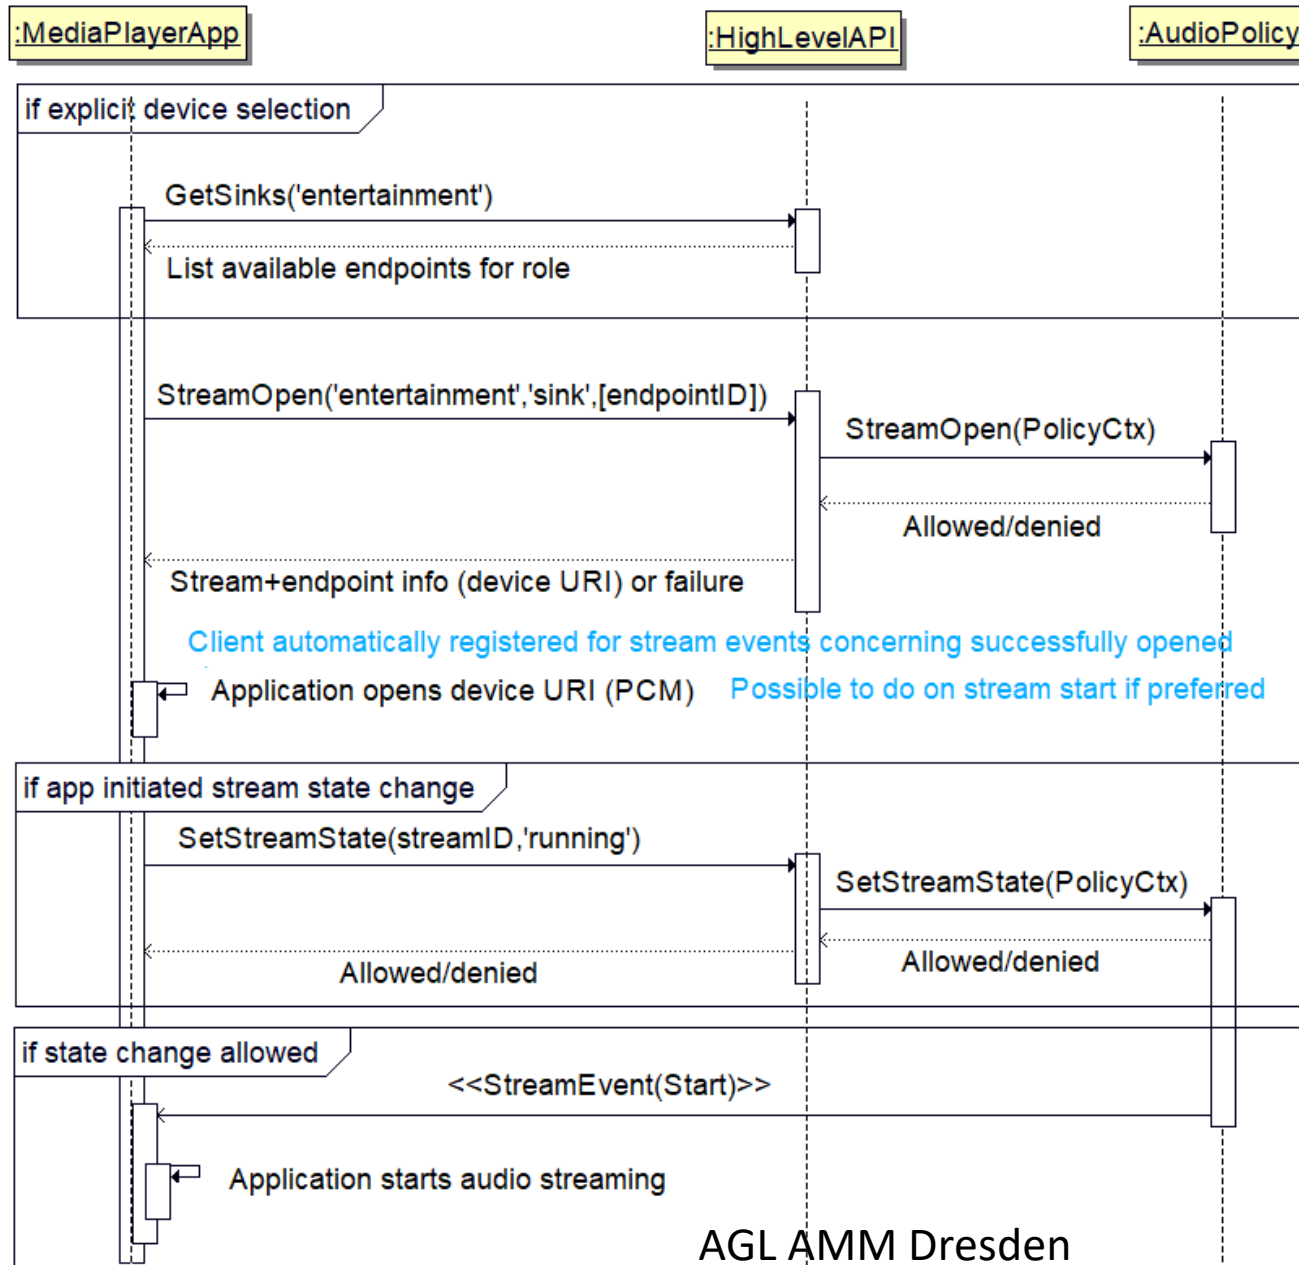 :MediaPlayerApp
:HighLevelAPI
:AudioPolicy
if explicit device selection
GetSinks('entertainment')
List available endpoints for role
StreamOpen('entertainment','sink',[endpointID])
StreamOpen(PolicyCtx)
Allowed/denied
Stream+endpoint info (device URI) or failure
Client automatically registered for stream events concerning successfully opened
Application opens device URI (PCM)
Possible to do on stream start if preferred
if app initiated stream state change
SetStreamState(streamID,'running')
SetStreamState(PolicyCtx)
Allowed/denied
Allowed/denied
if state change allowed
<<StreamEvent(Start)>>
Application starts audio streaming
AGL AMM Dresden